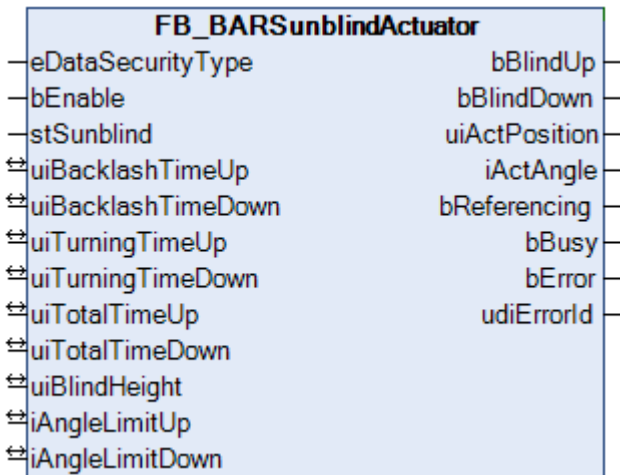 FB_BARSunblindActuator
eDataSecurityType bBlindUp
bEnable bBlindDown
stSunblind uiActPosition
uiBacklashTimeUp iActAngle
uiBacklashTimeDown bReferencing
uiTurningTimeUp bBusy
uiTurningTimeDown bError
uiTotalTimeUp udiErrorId
uiTotalTimeDown
uiBlindHeight
iAngleLimitUp
iAngleLimitDown